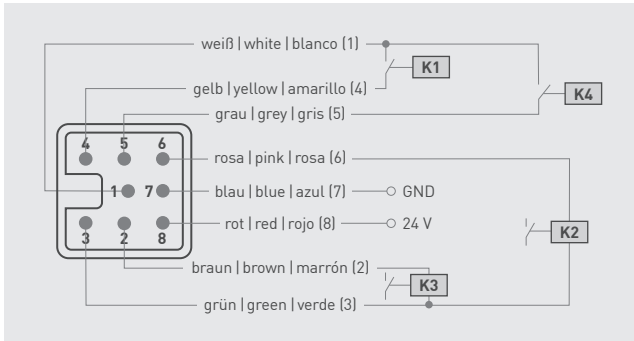 weiß | white | blanco (1)
K1
gelb | yellow | amarillo (4)
K4
grau | grey | gris (5)
4 5 6
rosa | pink | rosa (6)
1 7
blau | blue | azul (7)
GND
rot | red | rojo (8)
24 V
K2
3 2 8
braun | brown | marrón (2)
K3
grün | green | verde (3)